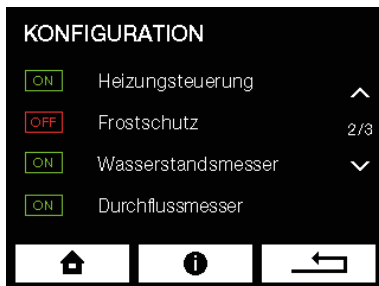 KONFIGURATION
ON Heizungsteuerung
OFF Frostschutz
2/3
ON Wasserstandsmesser
ON Durchflussmesser